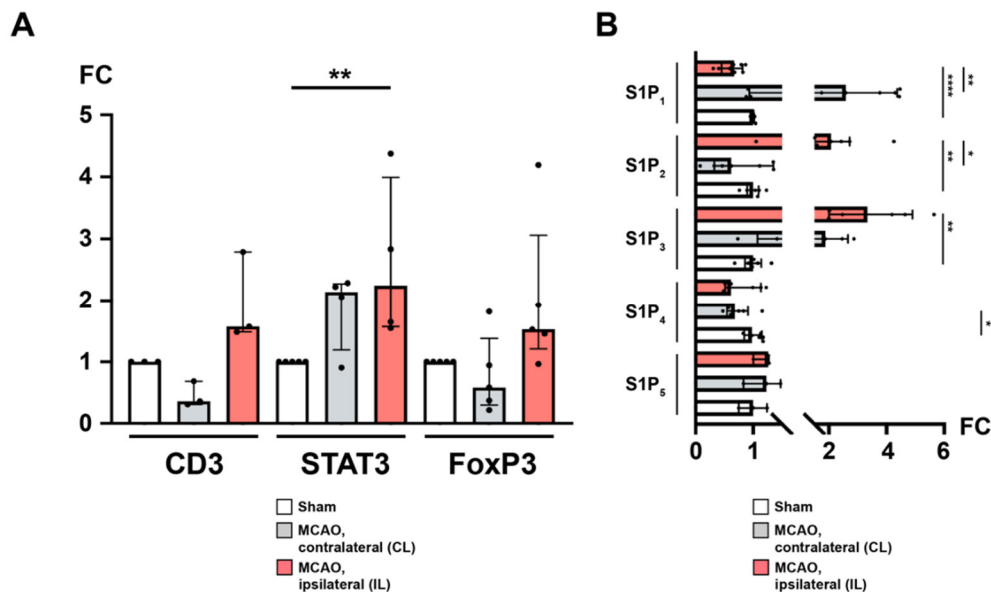 A
B
FC
**
5
4
3
2
1
0
CD3
STAT3
FoxP3
Sham
MCAO,
contralateral (CL)
MCAO,
ipsilateral (IL)
S1P1
**
****
S1P2
*
**
S1P3
**
S1P4
*
S1P5
0 1 2 4 6 FC
Sham
MCAO,
contralateral (CL)
MCAO,
ipsilateral (IL)